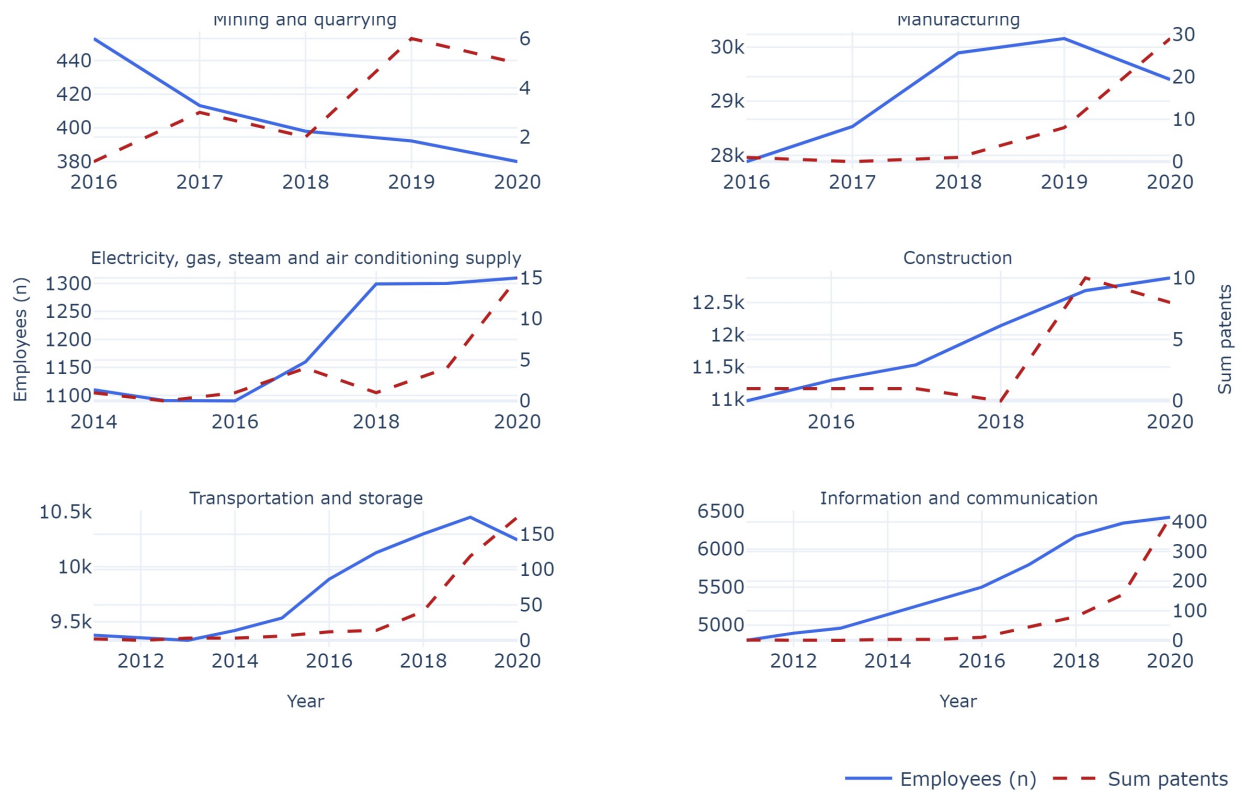 Mining and quarrying
440
420
400
380
6
4
2
2016 2017 2018 2019 2020
Manufacturing
30k
29k
28k
30
20
10
0
2016 2017 2018 2019 2020
Employees (n)
Electricity, gas, steam and air conditioning supply
1300
1250
1200
1150
1100
15
10
5
0
2014 2016 2018 2020
Construction
12.5k
12k
11.5k
11k
10
5
0
2016 2018 2020
Sum patents
Transportation and storage
10.5k
10k
9.5k
150
100
50
0
2012 2014 2016 2018 2020
Year
Information and communication
6500
6000
5500
5000
400
300
200
100
0
2012 2014 2016 2018 2020
Year
Employees (n) Sum patents